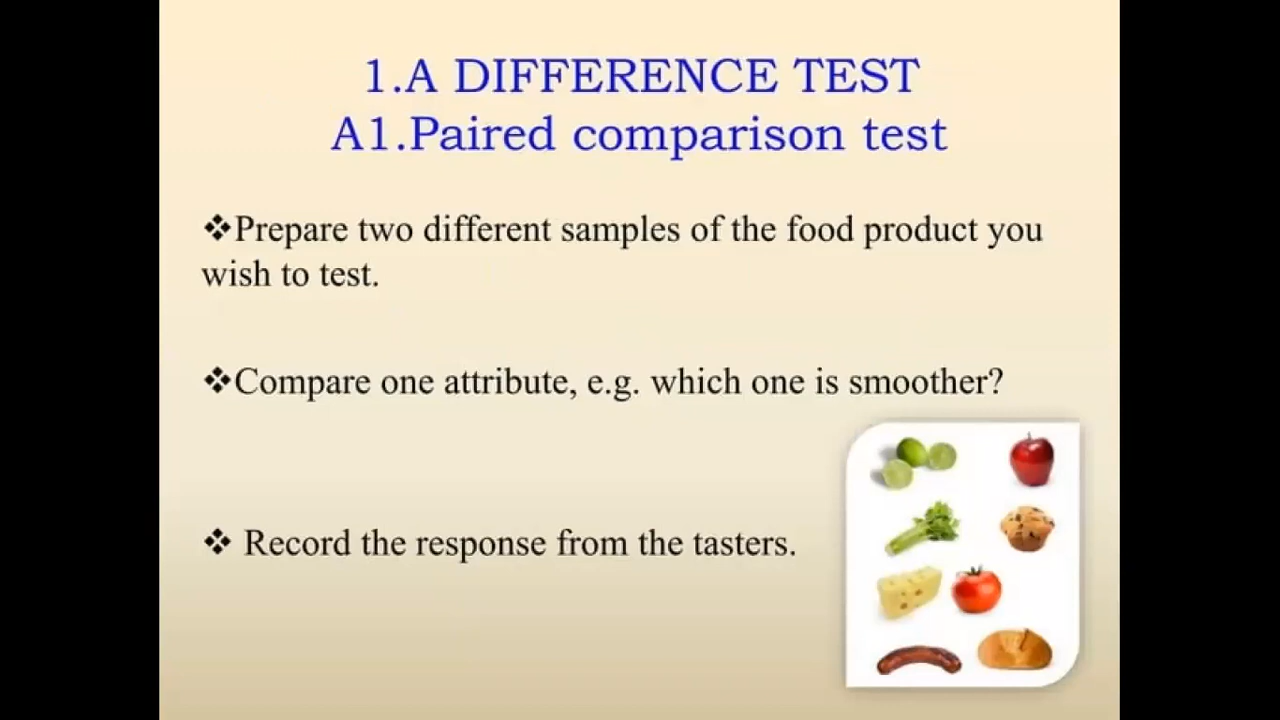 1.A DIFFERENCE TEST
A1.Paired comparison test
❖Prepare two different samples of the food product you
wish to test.
❖Compare one attribute, e.g. which one is smoother?
❖ Record the response from the tasters.